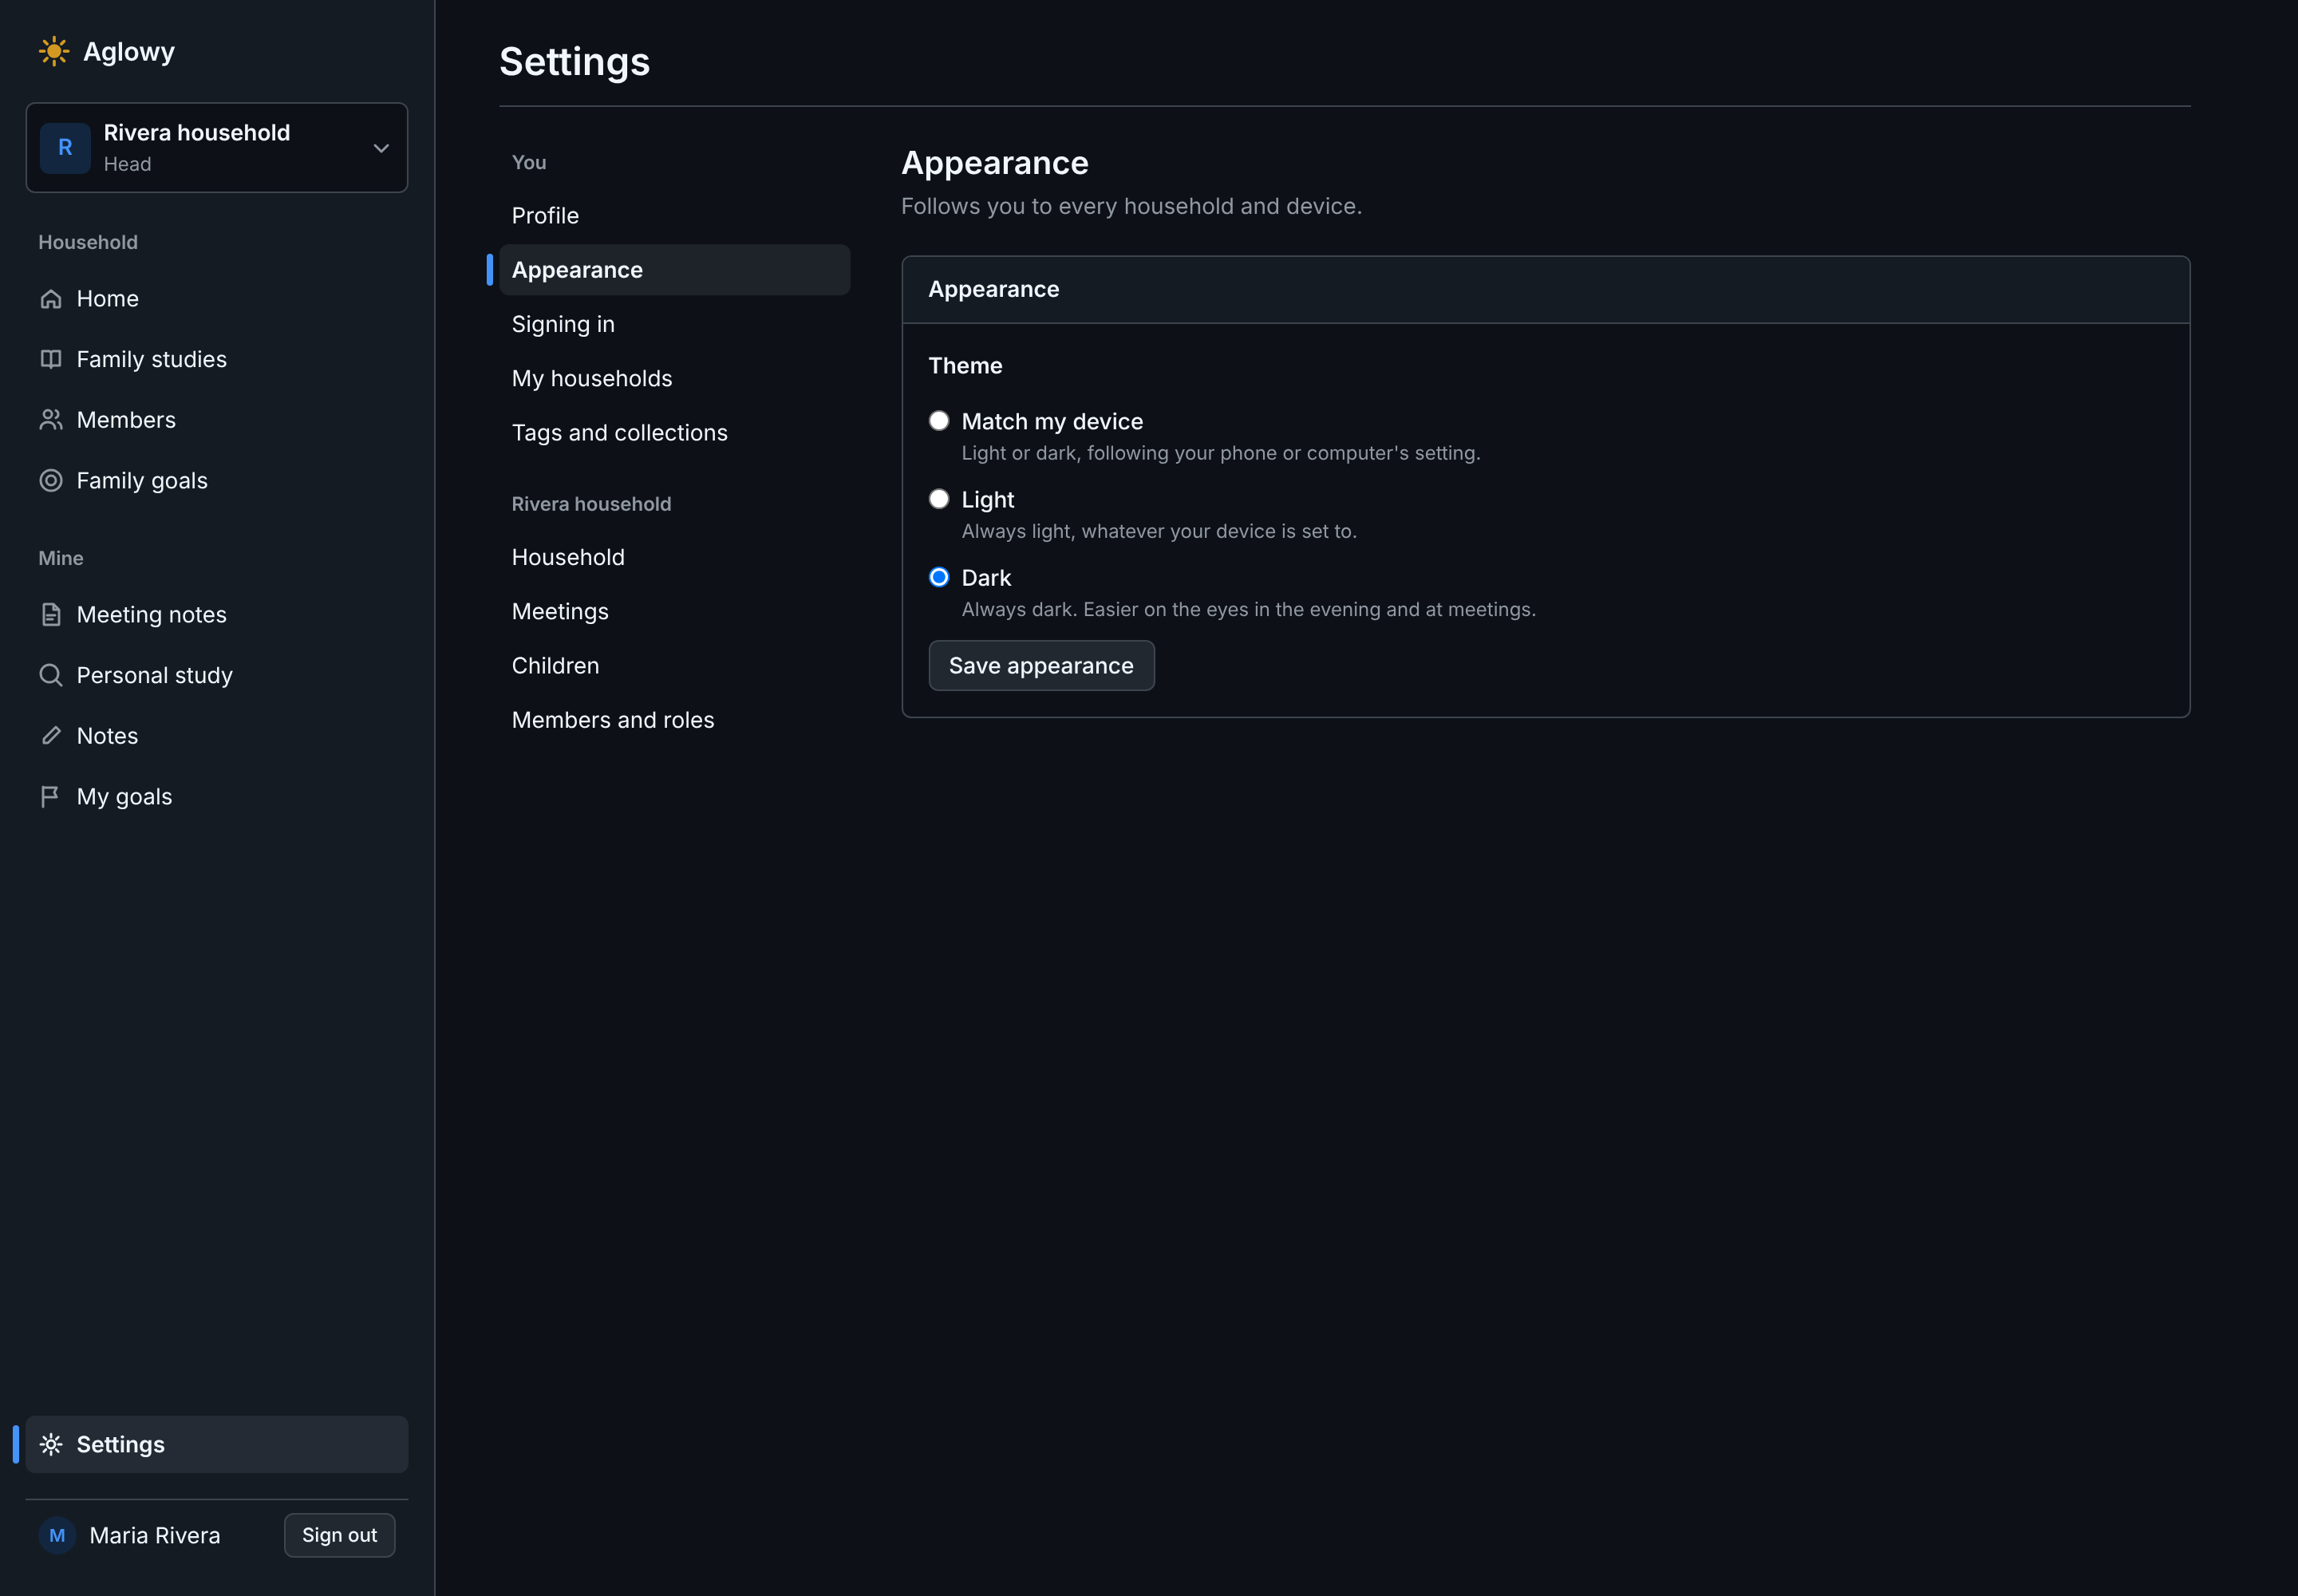 Aglowy
R
Rivera household
Head
Household
Home
Family studies
Members
Family goals
Mine
Meeting notes
Personal study
Notes
My goals
Settings
M
Maria Rivera
Sign out
Settings
You
Profile
Appearance
Signing in
My households
Tags and collections
Rivera household
Household
Meetings
Children
Members and roles
Appearance
Follows you to every household and device.
Appearance
Theme
Match my device
Light or dark, following your phone or computer's setting.
Light
Always light, whatever your device is set to.
Dark
Always dark. Easier on the eyes in the evening and at meetings.
Save appearance